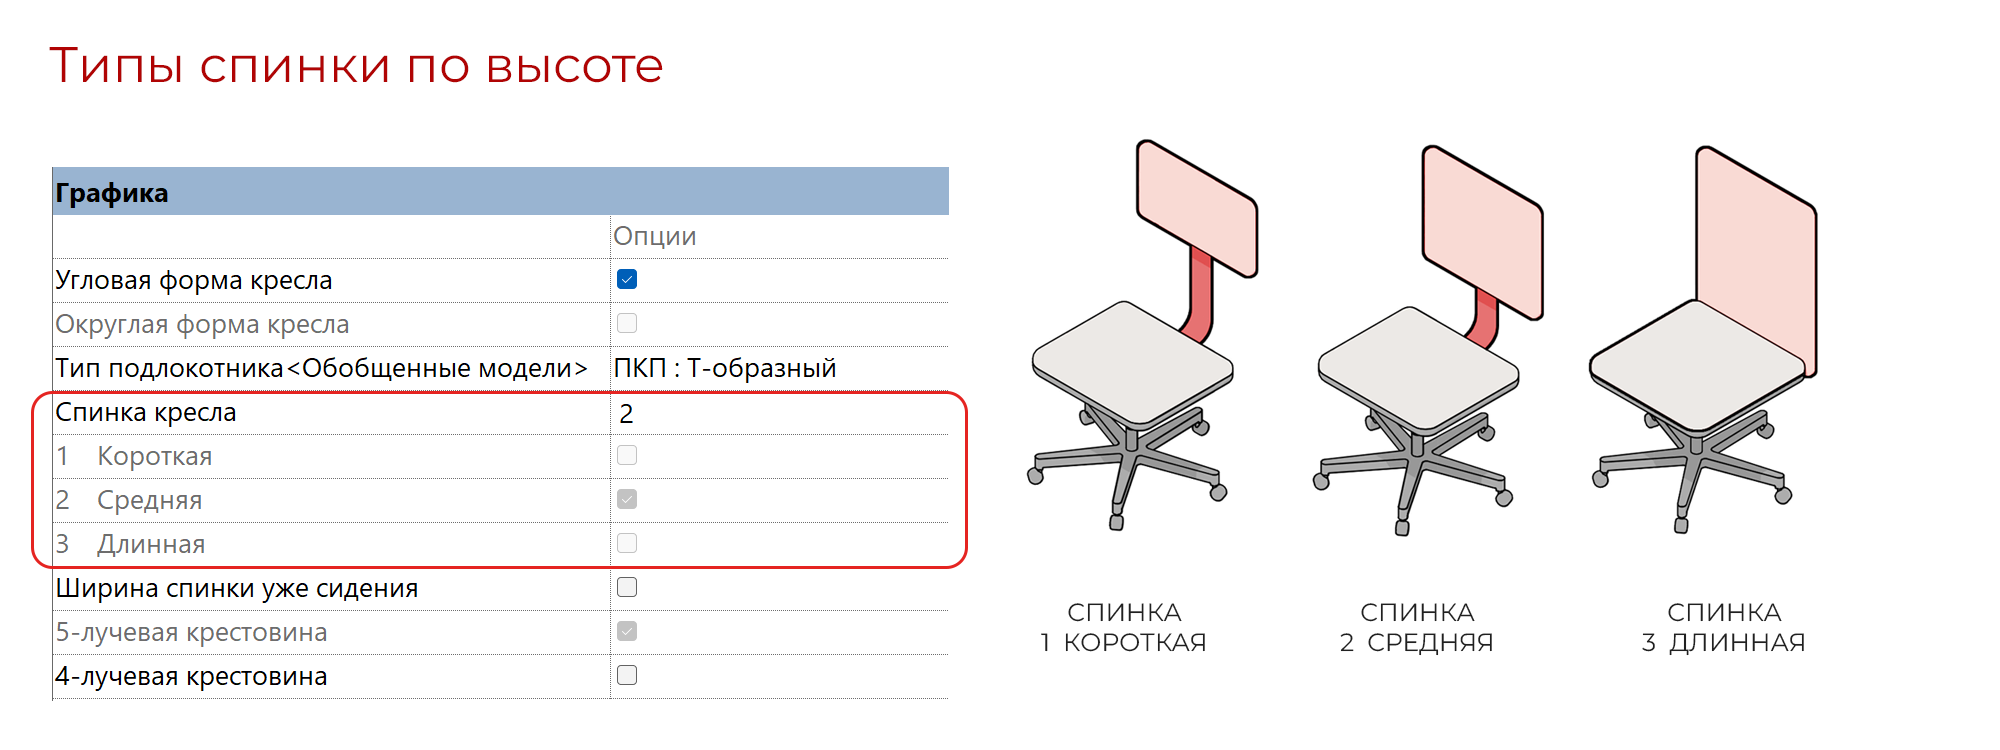 Типы спинки по высоте
Графика
Опции
Угловая форма кресла
Округлая форма кресла
Тип подлокотника<Обобщенные модели> ПКП : Т-образный
Спинка кресла 2
1 Короткая
2 Средняя
3 Длинная
Ширина спинки уже сидения
5-лучевая крестовина
4-лучевая крестовина
СПИНКА
1 КОРОТКАЯ
СПИНКА
2 СРЕДНЯЯ
СПИНКА
3 ДЛИННАЯ